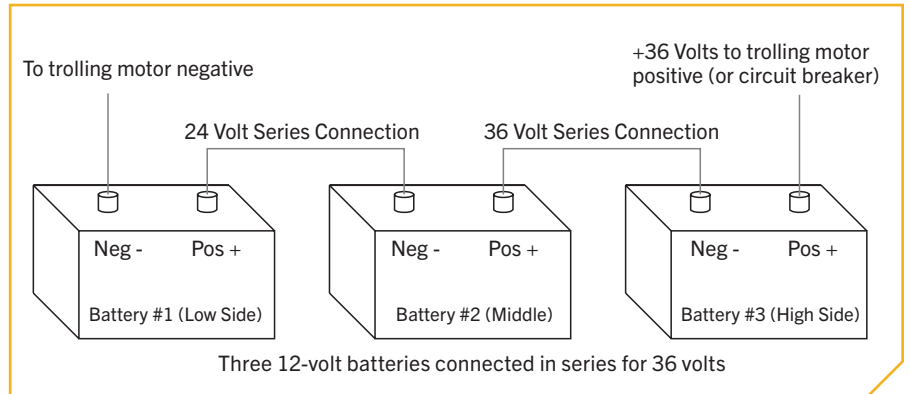 To trolling motor negative
+36 Volts to trolling motor
positive (or circuit breaker)
24 Volt Series Connection
36 Volt Series Connection
Neg -
Pos +
Neg -
Pos +
Neg -
Pos +
Battery #1 (Low Side)
Battery #2 (Middle)
Battery #3 (High Side)
Three 12-volt batteries connected in series for 36 volts